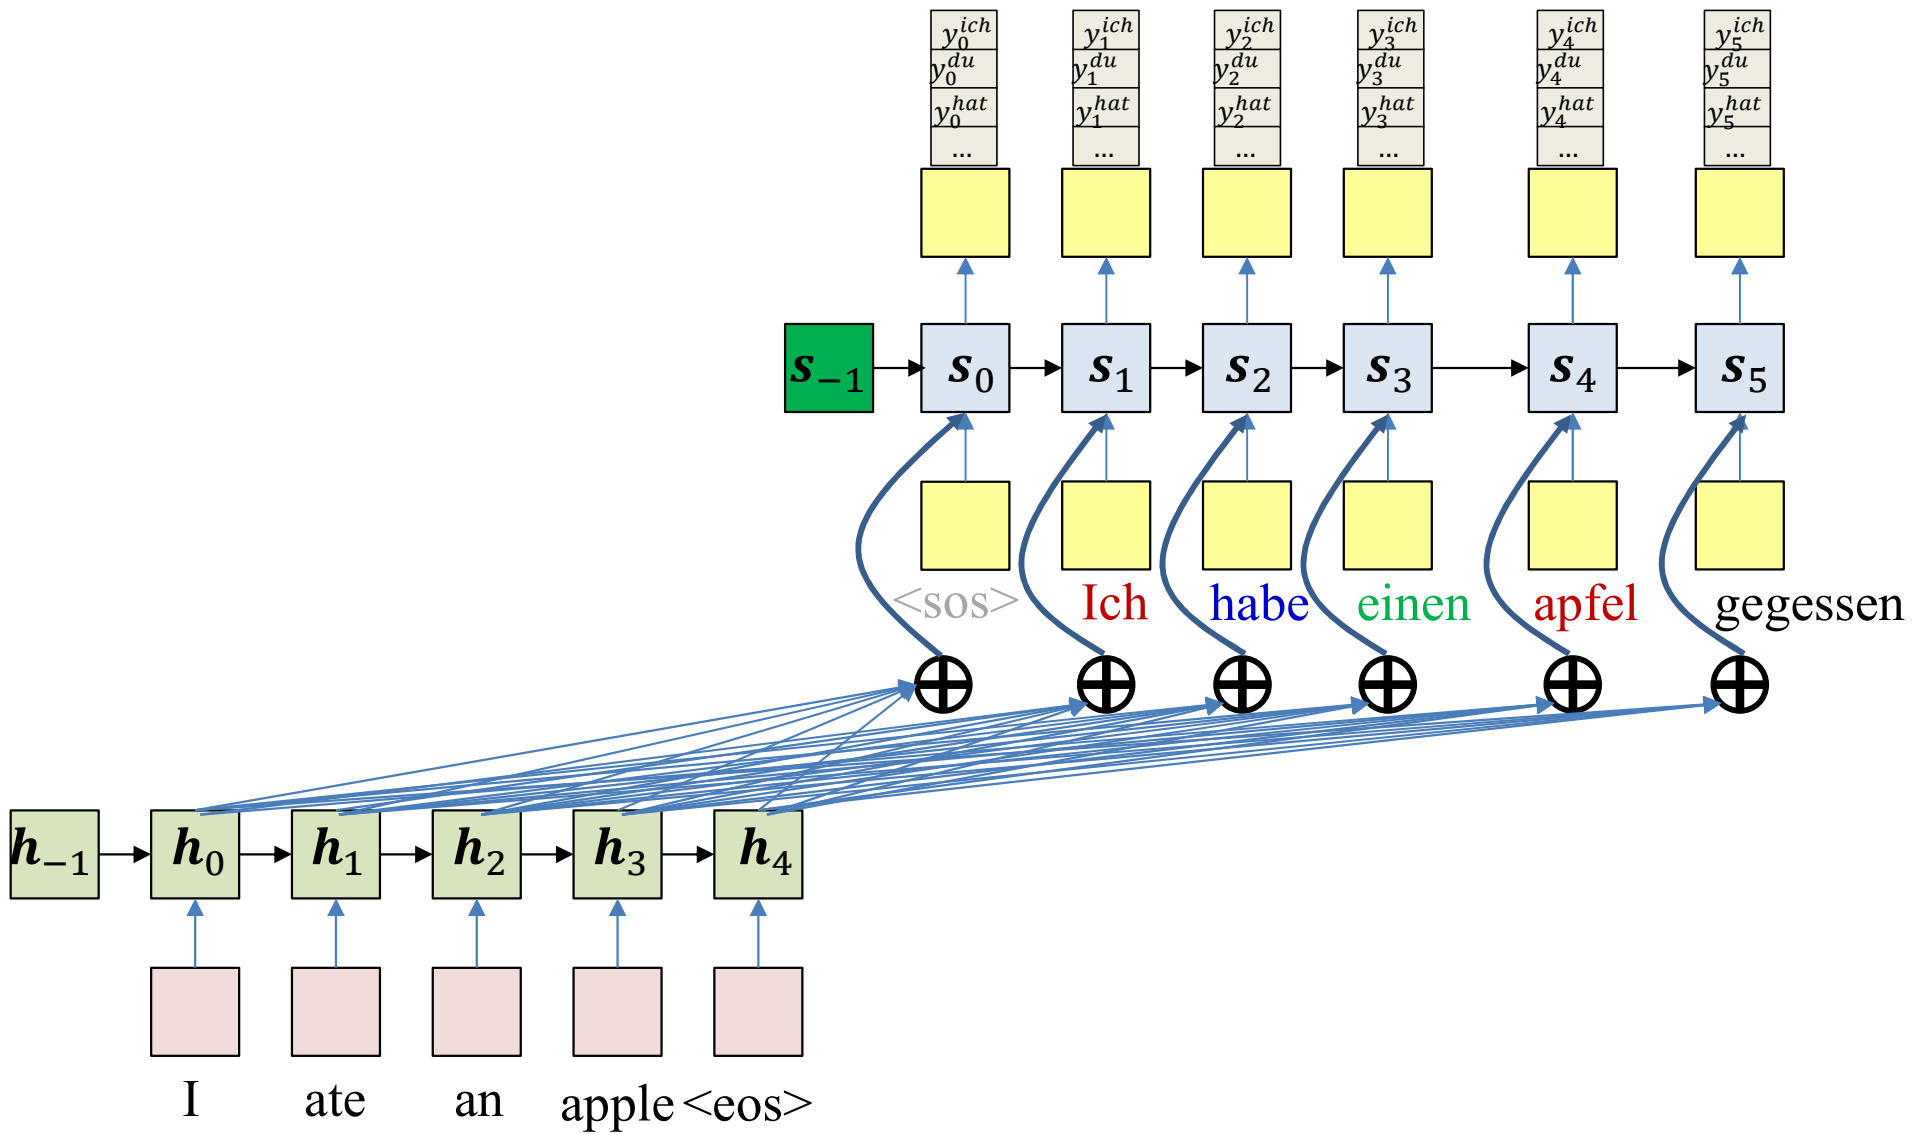 y_0^{ich} y_1^{ich} y_2^{ich} y_3^{ich} y_4^{ich} y_5^{ich}
y_0^{du} y_1^{du} y_2^{du} y_3^{du} y_4^{du} y_5^{du}
y_0^{hat} y_1^{hat} y_2^{hat} y_3^{hat} y_4^{hat} y_5^{hat}
... ... ... ... ... ...
s_{-1} s_0 s_1 s_2 s_3 s_4 s_5
<sos> Ich habe einen apfel gegessen
h_{-1} h_0 h_1 h_2 h_3 h_4
I ate an apple <eos>